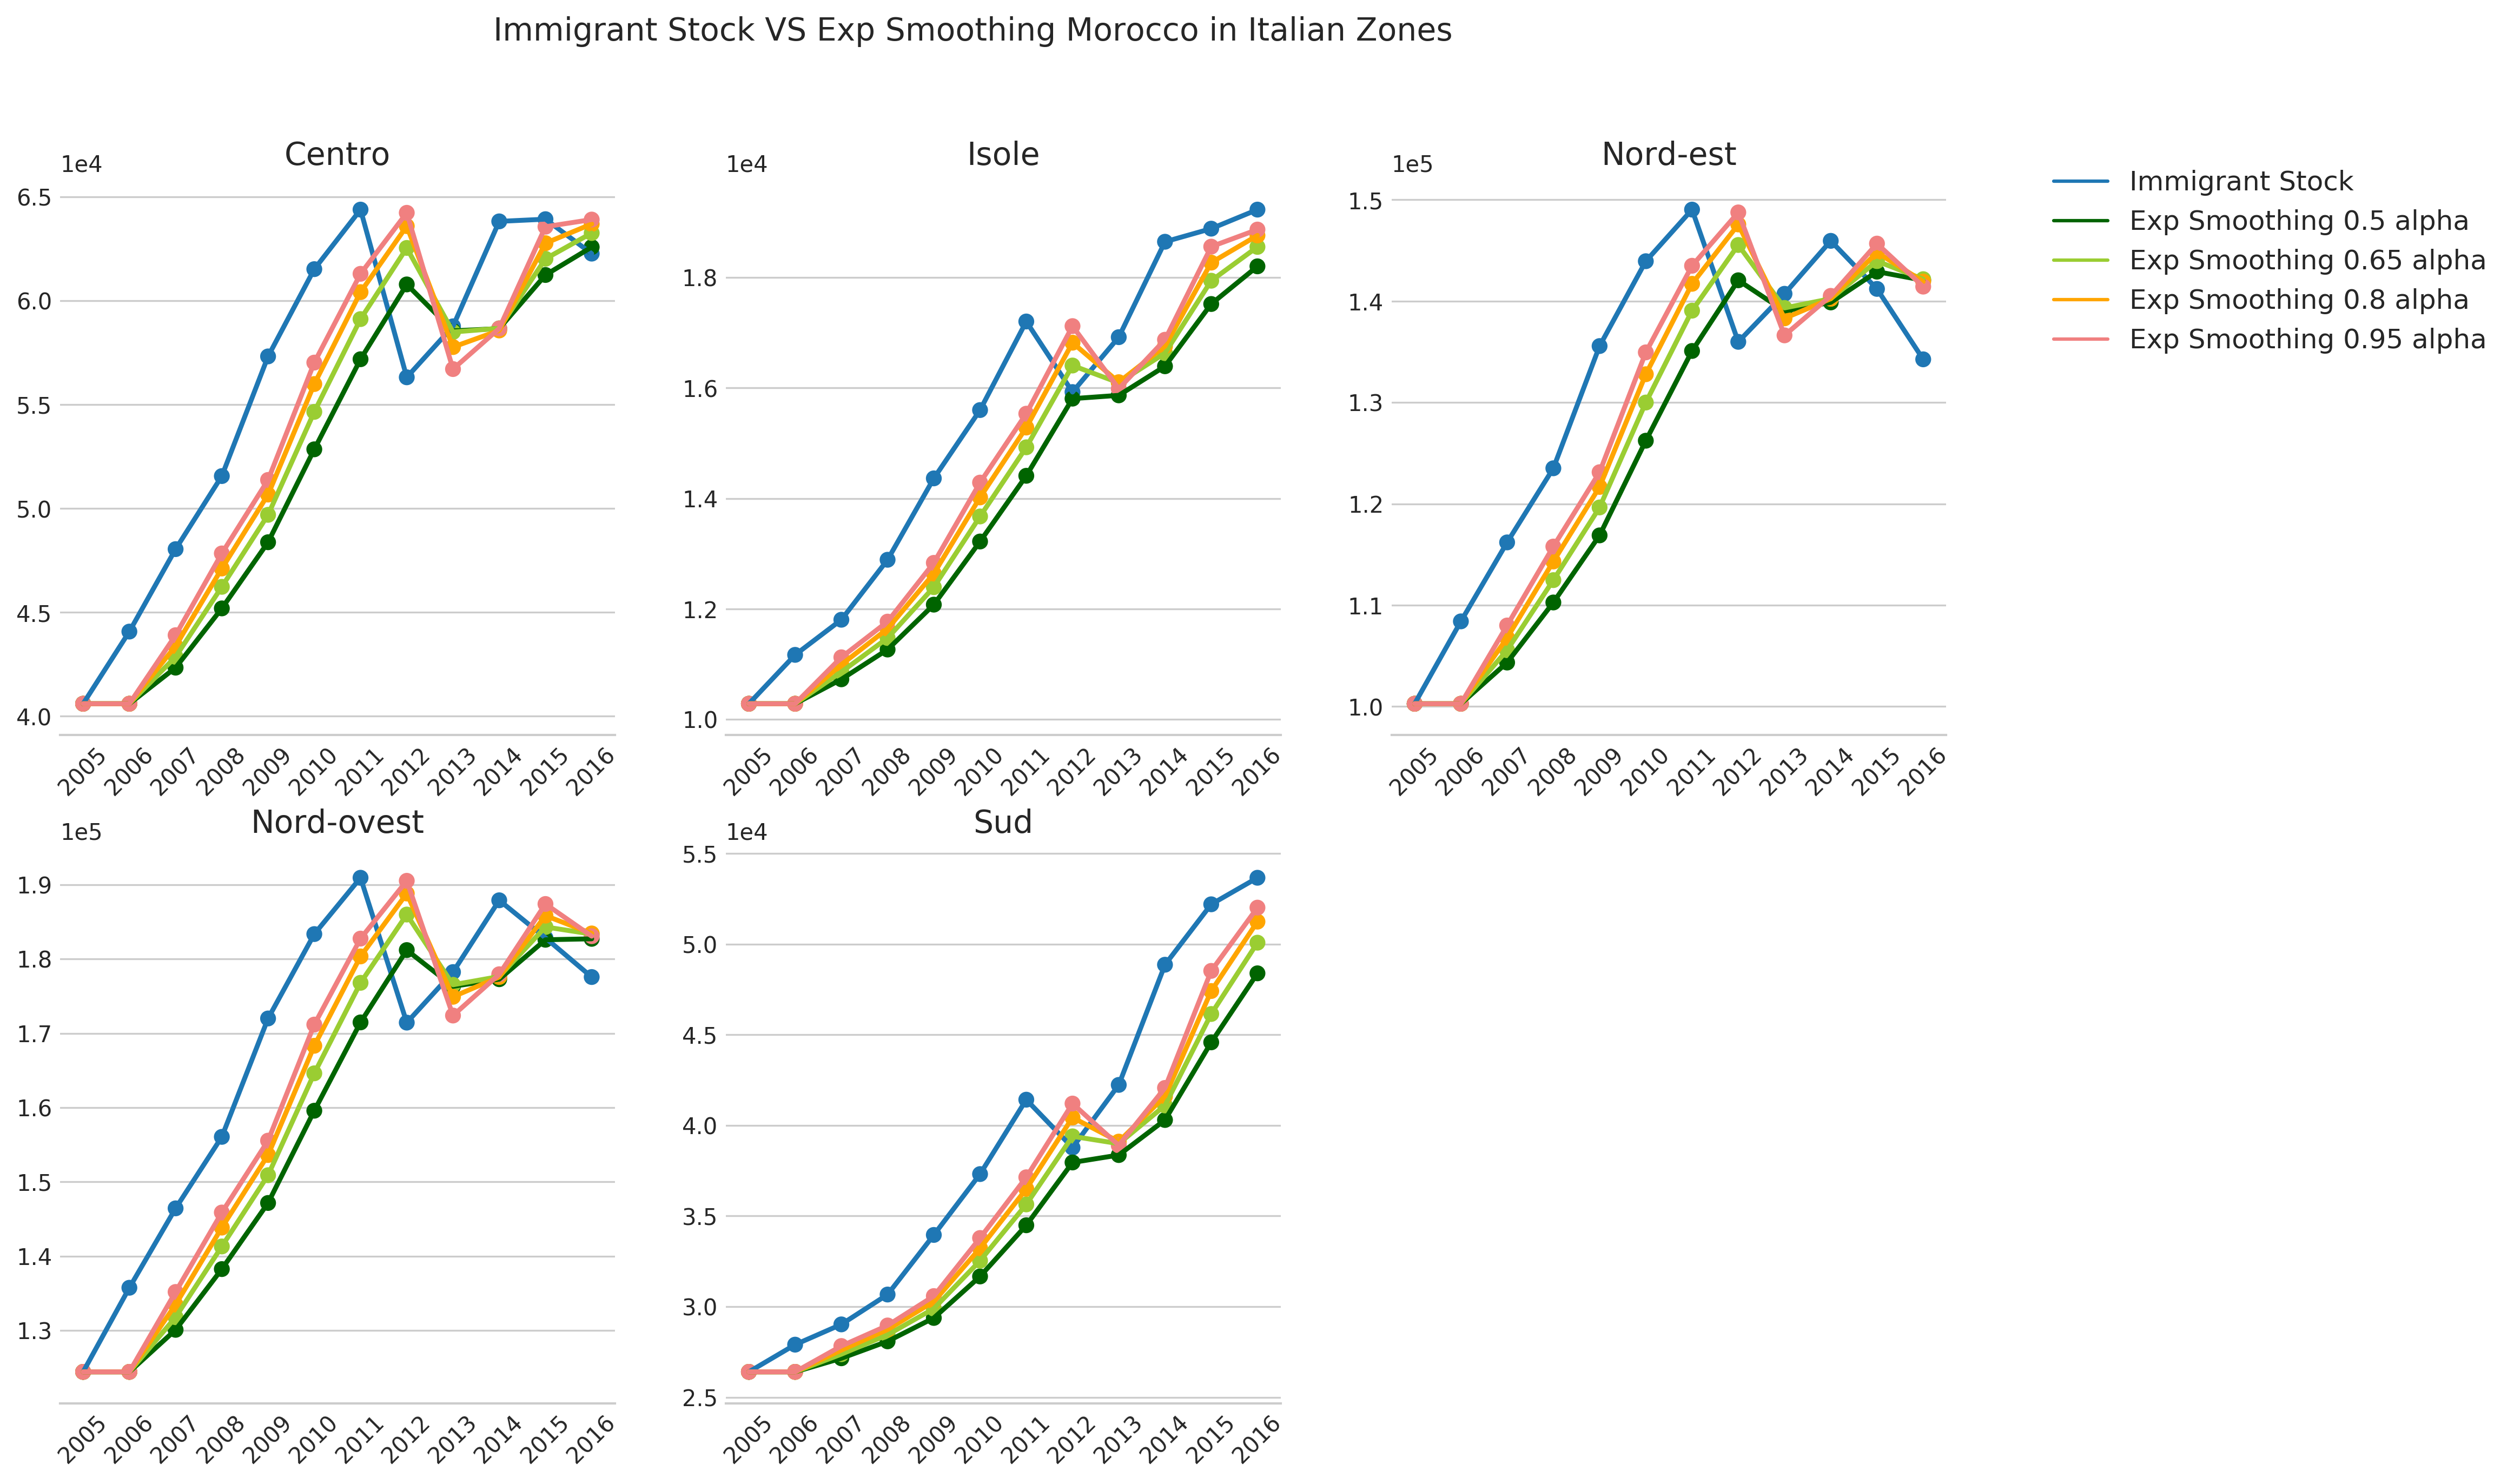 Immigrant Stock VS Exp Smoothing Morocco in Italian Zones
Centro
1e4
6.5
6.0
5.5
5.0
4.5
4.0
2005 2006 2007 2008 2009 2010 2011 2012 2013 2014 2015 2016
Isole
1e4
1.8
1.6
1.4
1.2
1.0
2005 2006 2007 2008 2009 2010 2011 2012 2013 2014 2015 2016
Nord-est
1e5
1.5
1.4
1.3
1.2
1.1
1.0
2005 2006 2007 2008 2009 2010 2011 2012 2013 2014 2015 2016
Immigrant Stock
Exp Smoothing 0.5 alpha
Exp Smoothing 0.65 alpha
Exp Smoothing 0.8 alpha
Exp Smoothing 0.95 alpha
Nord-ovest
1e5
1.9
1.8
1.7
1.6
1.5
1.4
1.3
2005 2006 2007 2008 2009 2010 2011 2012 2013 2014 2015 2016
Sud
1e4
5.5
5.0
4.5
4.0
3.5
3.0
2.5
2005 2006 2007 2008 2009 2010 2011 2012 2013 2014 2015 2016